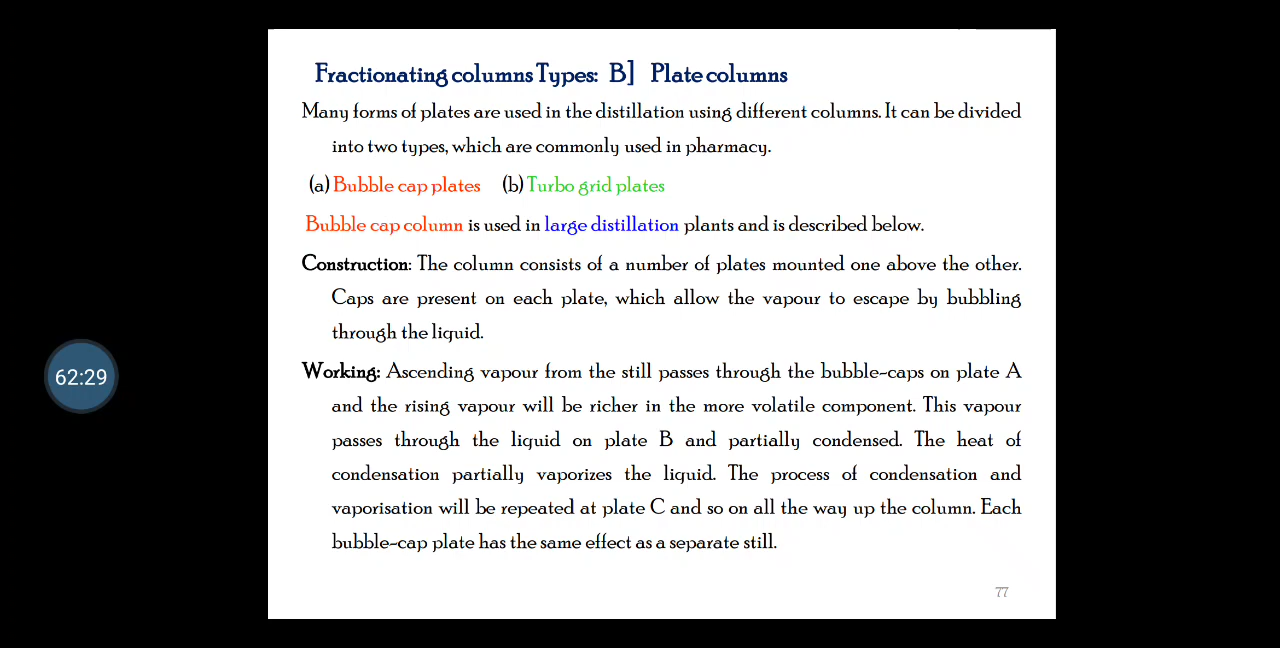 Fractionating columns Types: B] Plate columns
Many forms of plates are used in the distillation using different columns. It can be divided
into two types, which are commonly used in pharmacy.
(a) Bubble cap plates (b) Turbo grid plates
Bubble cap column is used in large distillation plants and is described below.
Construction: The column consists of a number of plates mounted one above the other.
Caps are present on each plate, which allow the vapour to escape by bubbling
through the liquid.
62:29
Working: Ascending vapour from the still passes through the bubble-caps on plate A
and the rising vapour will be richer in the more volatile component. This vapour
passes through the liquid on plate B and partially condensed. The heat of
condensation partially vaporizes the liquid. The process of condensation and
vaporisation will be repeated at plate C and so on all the way up the column. Each
bubble-cap plate has the same effect as a separate still.
77